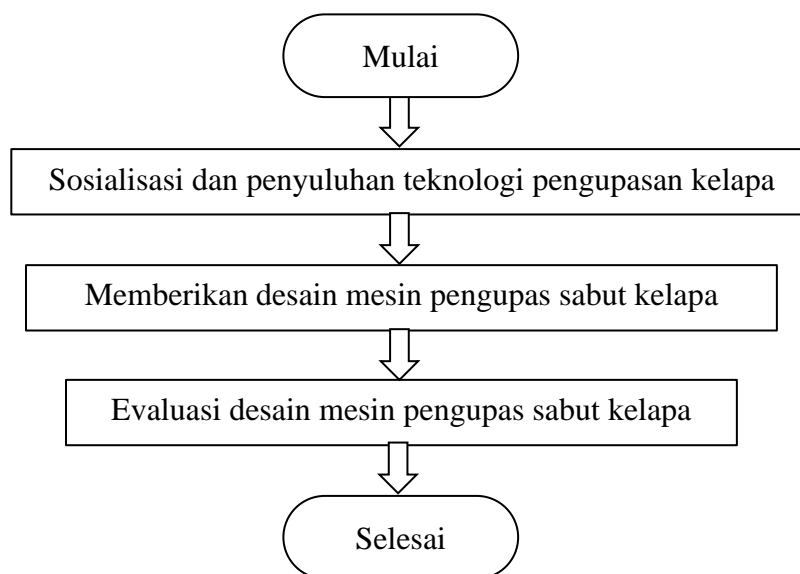 Mulai
Sosialisasi dan penyuluhan teknologi pengupasan kelapa
Memberikan desain mesin pengupas sabut kelapa
Evaluasi desain mesin pengupas sabut kelapa
Selesai